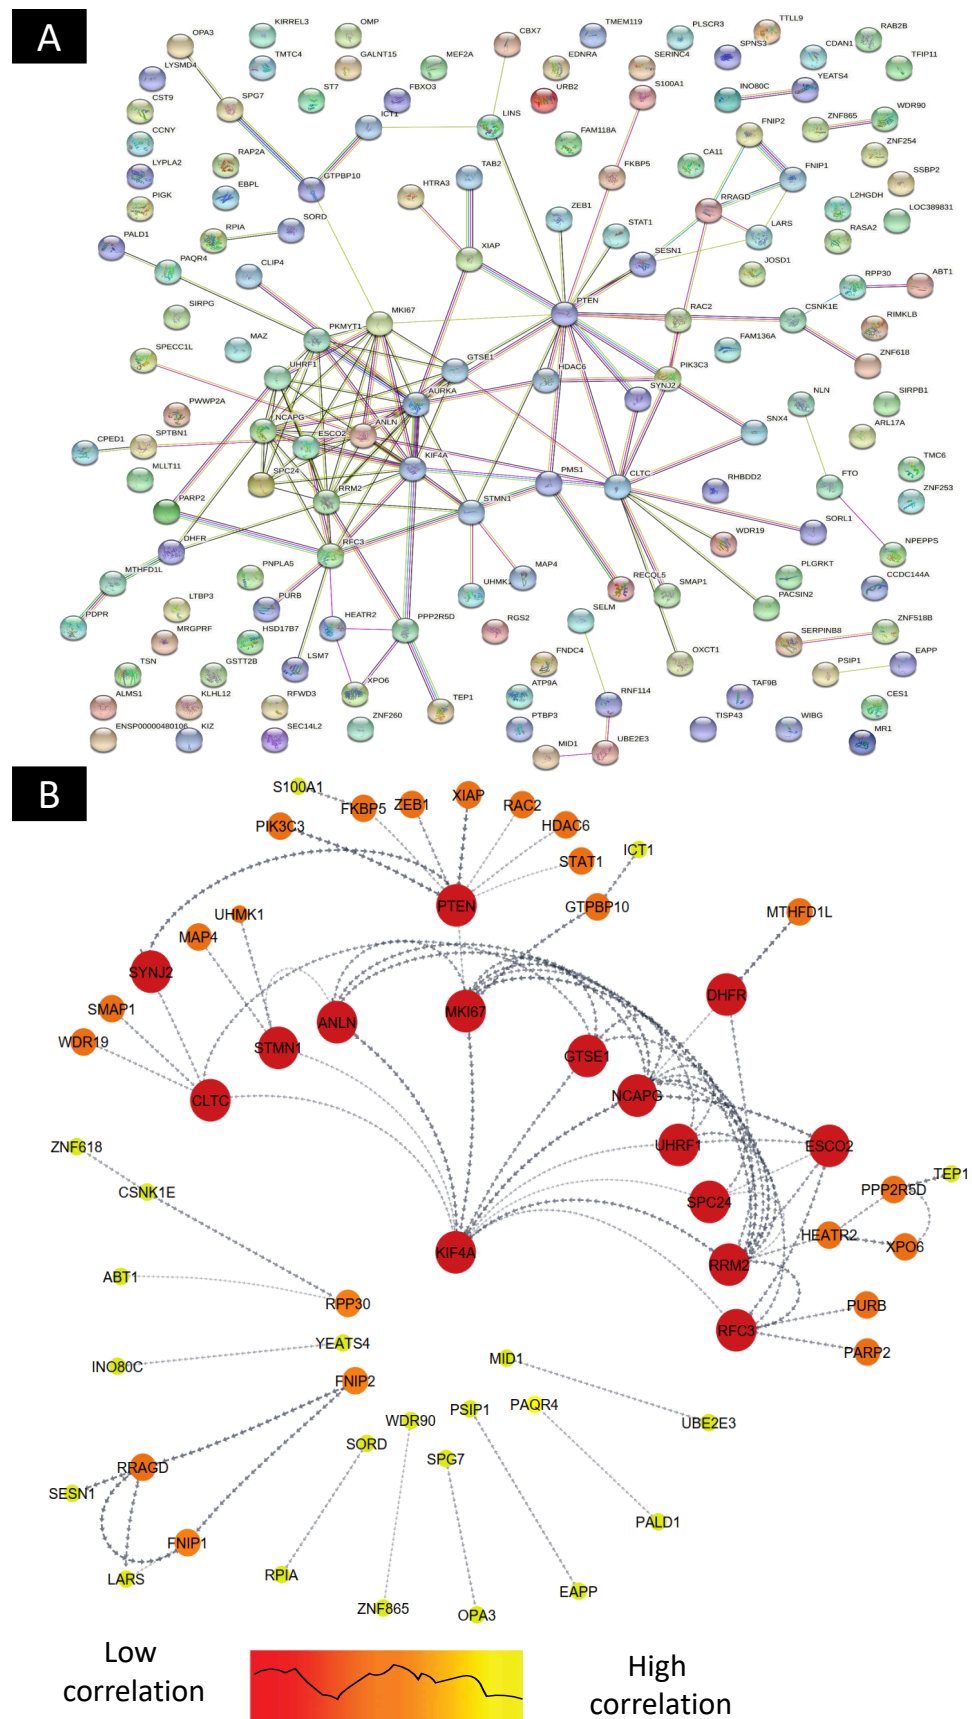 A
KIRREL3
OMP
CBX7
TMEM119
PLSCR3
TTLL9
RAB2B
OPA3
TMTC4
GALNT15
MEF2A
EDNRA
SERINC4
SPNS3
CDAN1
TFIP11
LYSMD4
ST7
FBXO3
URB2
S100A1
INO80C
YEATS4
CST9
SPG7
ICT1
LINS
ZNF865
WDR90
CCNY
FAM118A
FNIP2
ZNF254
LYPLA2
RAP2A
GTPBP10
TAB2
FKBP5
CA11
FNIP1
SSBP2
PIGK
EBPL
HTRA3
RRAGD
L2HGDH
LOC389831
RPIA
SORD
ZEB1
STAT1
LARS
RASA2
PALD1
PAQR4
CLIP4
XIAP
SESN1
JOSD1
RPP30
ABT1
SIRPG
MKI67
PTEN
RAC2
CSNK1E
MAZ
PKMYT1
RIMKLB
SPECC1L
UHRF1
GTSE1
HDAC6
FAM136A
ZNF618
PIK3C3
SYNJ2
AURKA
PWWP2A
NCAPG
ANLN
NLN
SIRPB1
CPED1
SPTBN1
ESCO2
SNX4
ARL17A
MLLT11
SPC24
KIF4A
PMS1
CLTC
RHBDD2
FTO
TMC6
ZNF253
PARP2
RRM2
STMN1
SORL1
DHFR
RFC3
WDR19
NPEPPS
MTHFD1L
PNPLA5
MAP4
RECQL5
SMAP1
PLGRKT
CCDC144A
PDPR
LTBP3
PURB
PACSIN2
HEATR2
PPP2R5D
RGS2
SELM
SERPINB8
ZNF518B
MRGPRF
HSD17B7
FNDC4
OXCT1
PSIP1
EAPP
TSN
GSTT2B
LSM7
XPO6
TEP1
ATP9A
RNF114
TAF9B
CES1
ALMS1
KLHL12
RFWD3
ZNF260
PTBP3
TISP43
WIBG
MR1
ENSP00000480106
KIZ
SEC14L2
MID1
UBE2E3
B
S100A1
FKBP5
ZEB1
XIAP
RAC2
PIK3C3
HDAC6
STAT1
ICT1
PTEN
GTPBP10
MTHFD1L
UHMK1
MAP4
SYNJ2
DHFR
SMAP1
ANLN
MKI67
WDR19
STMN1
GTSE1
CLTC
NCAPG
ZNF618
UHRF1
ESCO2
TEP1
CSNK1E
SPC24
PPP2R5D
HEATR2
XPO6
KIF4A
RRM2
ABT1
RPP30
PURB
RFC3
YEATS4
PARP2
INO80C
MID1
FNIP2
WDR90
PSIP1
PAQR4
UBE2E3
SORD
SPG7
RRAGD
SESN1
PALD1
FNIP1
LARS
RPIA
EAPP
ZNF865
OPA3
Low
correlation
High
correlation